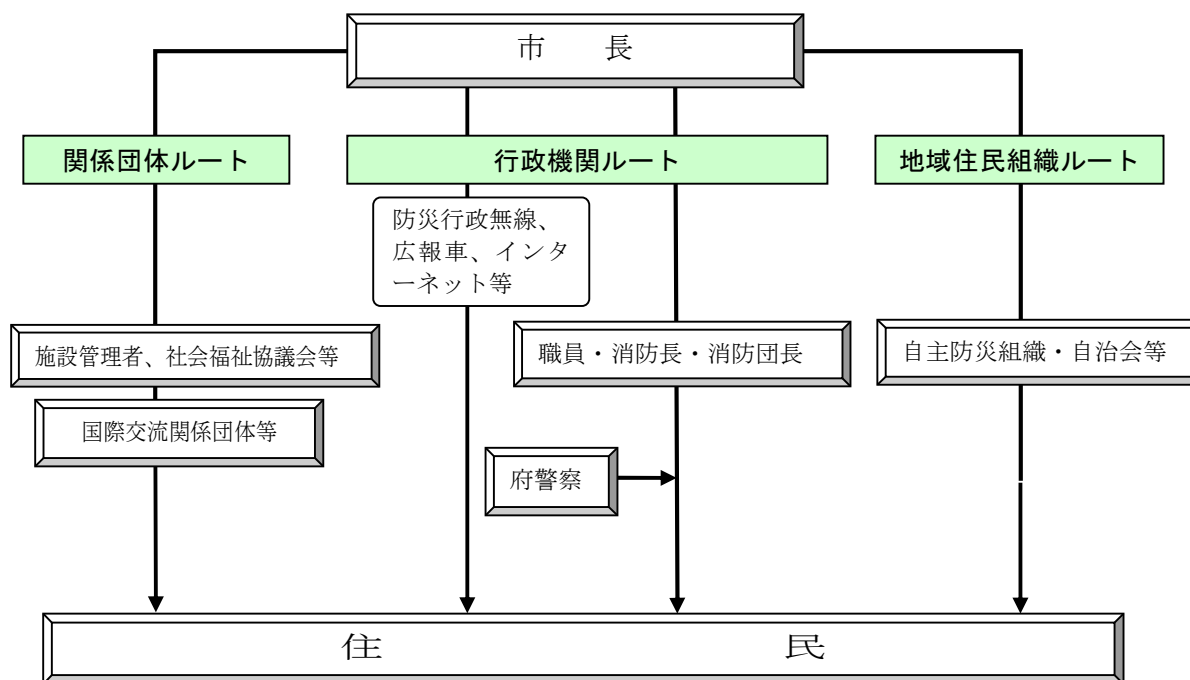 市　　長
関係団体ルート
行政機関ルート
地域住民組織ルート
防災行政無線、
広報車、インタ
ーネット等
施設管理者、社会福祉協議会等
職員・消防長・消防団長
自主防災組織・自治会等
国際交流関係団体等
府警察
住　　　　民